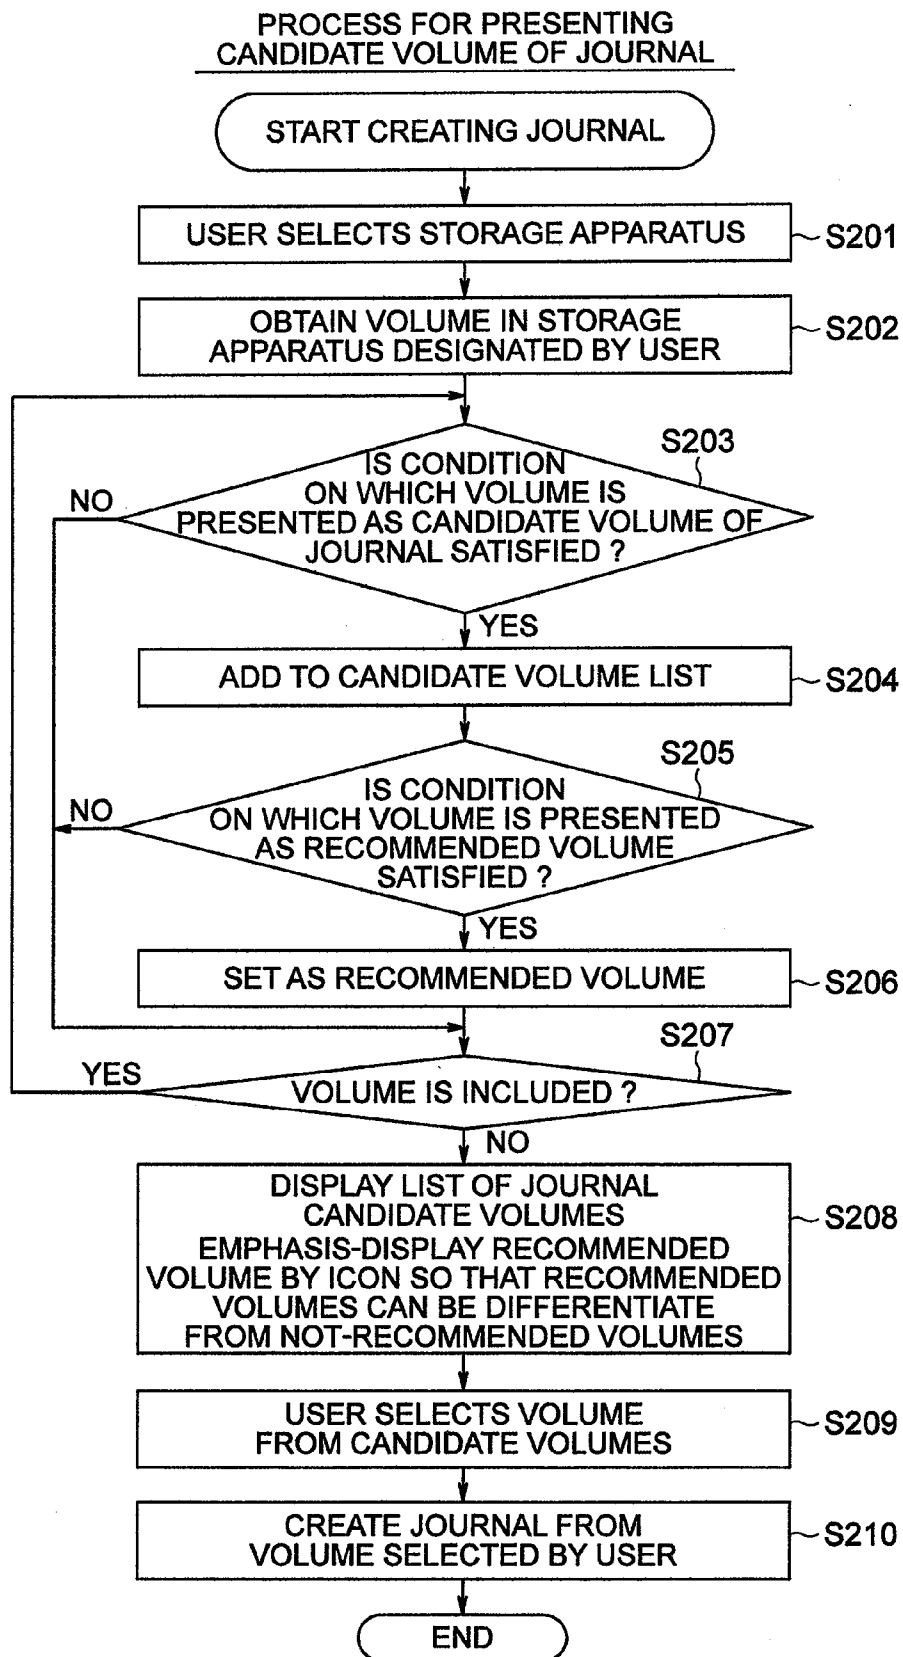 PROCESS FOR PRESENTING
CANDIDATE VOLUME OF JOURNAL
START CREATING JOURNAL
USER SELECTS STORAGE APPARATUS
S201
OBTAIN VOLUME IN STORAGE
APPARATUS DESIGNATED BY USER
S202
S203
IS CONDITION
ON WHICH VOLUME IS
PRESENTED AS CANDIDATE VOLUME OF
JOURNAL SATISFIED ?
NO
YES
ADD TO CANDIDATE VOLUME LIST
S204
S205
IS CONDITION
ON WHICH VOLUME IS PRESENTED
AS RECOMMENDED VOLUME
SATISFIED ?
NO
YES
SET AS RECOMMENDED VOLUME
S206
S207
YES
VOLUME IS INCLUDED ?
NO
DISPLAY LIST OF JOURNAL
CANDIDATE VOLUMES
EMPHASIS-DISPLAY RECOMMENDED
VOLUME BY ICON SO THAT RECOMMENDED
VOLUMES CAN BE DIFFERENTIATE
FROM NOT-RECOMMENDED VOLUMES
S208
USER SELECTS VOLUME
FROM CANDIDATE VOLUMES
S209
CREATE JOURNAL FROM
VOLUME SELECTED BY USER
S210
END